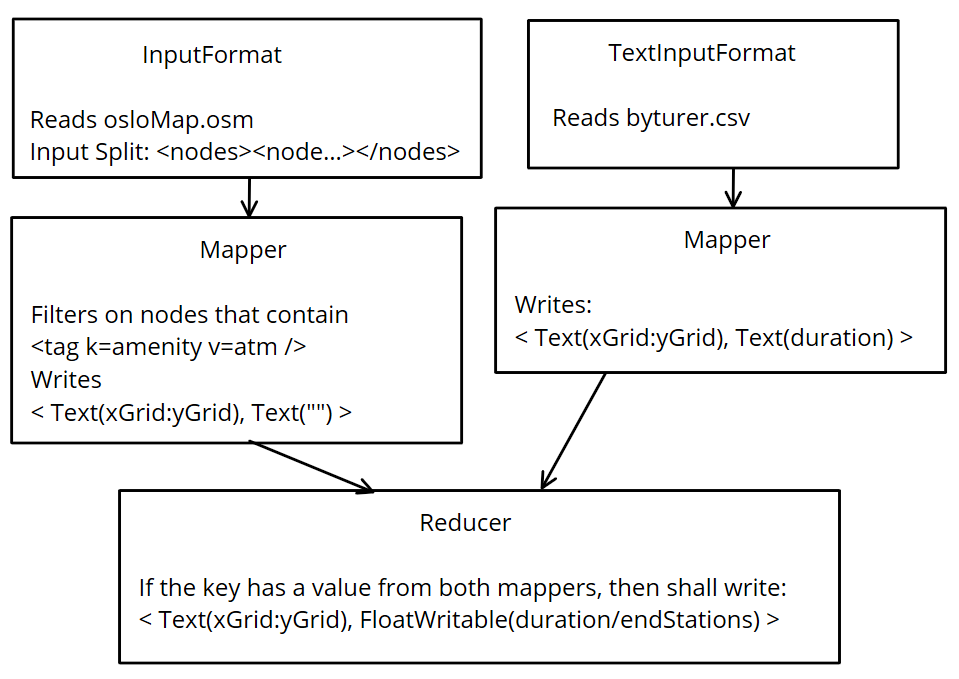 InputFormat
Reads osloMap.osm
Input Split: <nodes><node...></nodes>
TextInputFormat
Reads byturer.csv
Mapper
Filters on nodes that contain
<tag k=amenity v=atm />
Writes
< Text(xGrid:yGrid), Text("") >
Mapper
Writes:
< Text(xGrid:yGrid), Text(duration) >
Reducer
If the key has a value from both mappers, then shall write:
< Text(xGrid:yGrid), FloatWritable(duration/endStations) >